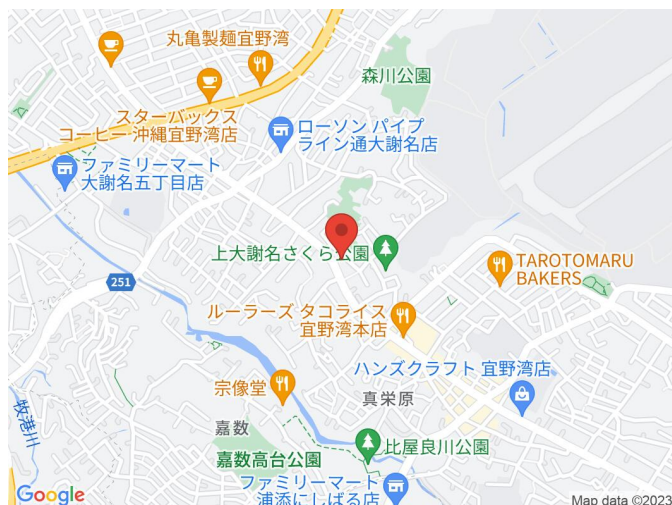 丸亀製麺宜野湾
森川公園
スターバックス
コーヒー 沖縄宜野湾店
ローソン パイプ
ライン通大謝名店
ファミリーマート
大謝名五丁目店
上大謝名さくら公園
TAROTOMARU
BAKERS
251
ルーラーズ タコライス
宜野湾本店
ハンズクラフト 宜野湾店
宗像堂
真栄原
牧港川
嘉数
比屋良川公園
嘉数高台公園
ファミリーマート
浦添にしばる店
Google
Map data ©2023